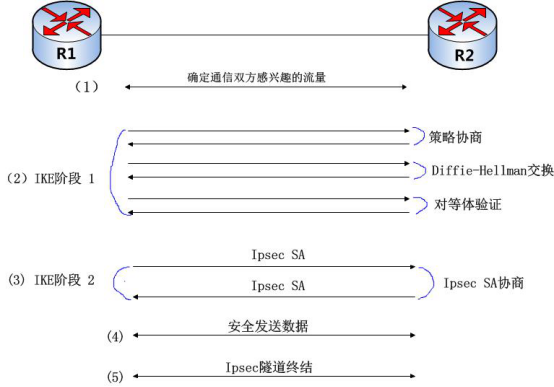 R1
R2
(1)
确定通信双方感兴趣的流量
策略协商
(2) IKE阶段 1
Diffie-Hellman交换
对等体验证
Ipsec SA
(3) IKE阶段 2
Ipsec SA
Ipsec SA协商
(4)
安全发送数据
(5)
Ipsec隧道终结